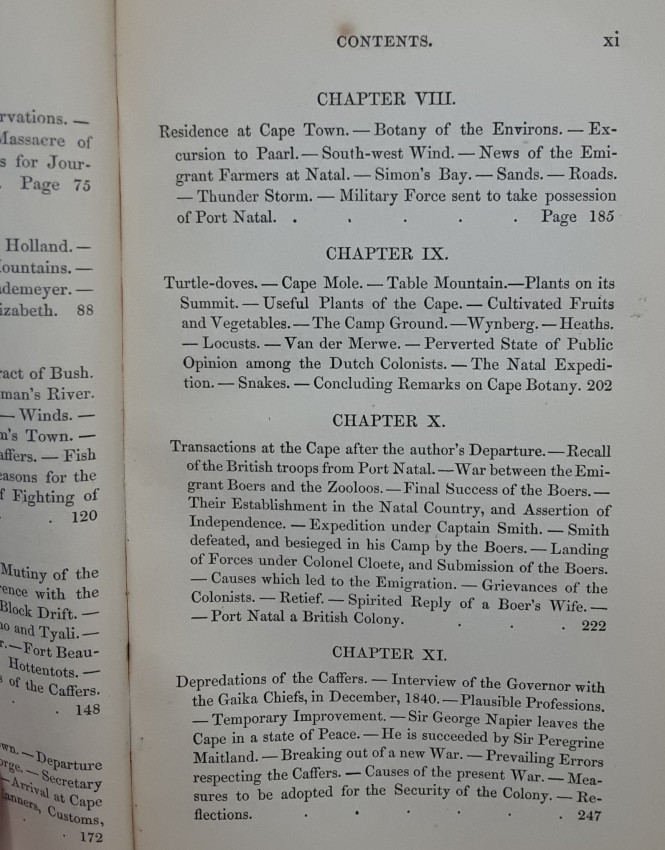 rvations. —
Massacre of
s for Jour-
. Page 75
Holland. —
ountains. —
ademeyer. —
izabeth. 88
ract of Bush.
man's River.
— Winds. —
n's Town. —
affers. — Fish
easons for the
f Fighting of
. . 120
Mutiny of the
rence with the
Block Drift. —
no and Tyali. —
r. — Fort Beau-
Hottentots. —
s of the Caffers.
. . 148
wn. — Departure
orge. — Secretary
— Arrival at Cape
Manners, Customs,
. . 172
CONTENTS. xi
CHAPTER VIII.
Residence at Cape Town. — Botany of the Environs. — Ex-
cursion to Paarl. — South-west Wind. — News of the Emi-
grant Farmers at Natal. — Simon's Bay. — Sands. — Roads.
— Thunder Storm. — Military Force sent to take possession
of Port Natal. . . . . . Page 185
CHAPTER IX.
Turtle-doves. — Cape Mole. — Table Mountain.—Plants on its
Summit. — Useful Plants of the Cape. — Cultivated Fruits
and Vegetables. — The Camp Ground.—Wynberg. — Heaths.
— Locusts. — Van der Merwe. — Perverted State of Public
Opinion among the Dutch Colonists. — The Natal Expedi-
tion. — Snakes. — Concluding Remarks on Cape Botany. 202
CHAPTER X.
Transactions at the Cape after the author's Departure.—Recall
of the British troops from Port Natal.—War between the Emi-
grant Boers and the Zooloos.—Final Success of the Boers.—
Their Establishment in the Natal Country, and Assertion of
Independence. — Expedition under Captain Smith. — Smith
defeated, and besieged in his Camp by the Boers. — Landing
of Forces under Colonel Cloete, and Submission of the Boers.
— Causes which led to the Emigration. — Grievances of the
Colonists. — Retief. — Spirited Reply of a Boer's Wife. —
— Port Natal a British Colony. . . . 222
CHAPTER XI.
Depredations of the Caffers. — Interview of the Governor with
the Gaika Chiefs, in December, 1840.—Plausible Professions.
— Temporary Improvement. — Sir George Napier leaves the
Cape in a state of Peace. — He is succeeded by Sir Peregrine
Maitland. — Breaking out of a new War. — Prevailing Errors
respecting the Caffers. — Causes of the present War. — Mea-
sures to be adopted for the Security of the Colony. — Re-
flections. . . . . . . 247